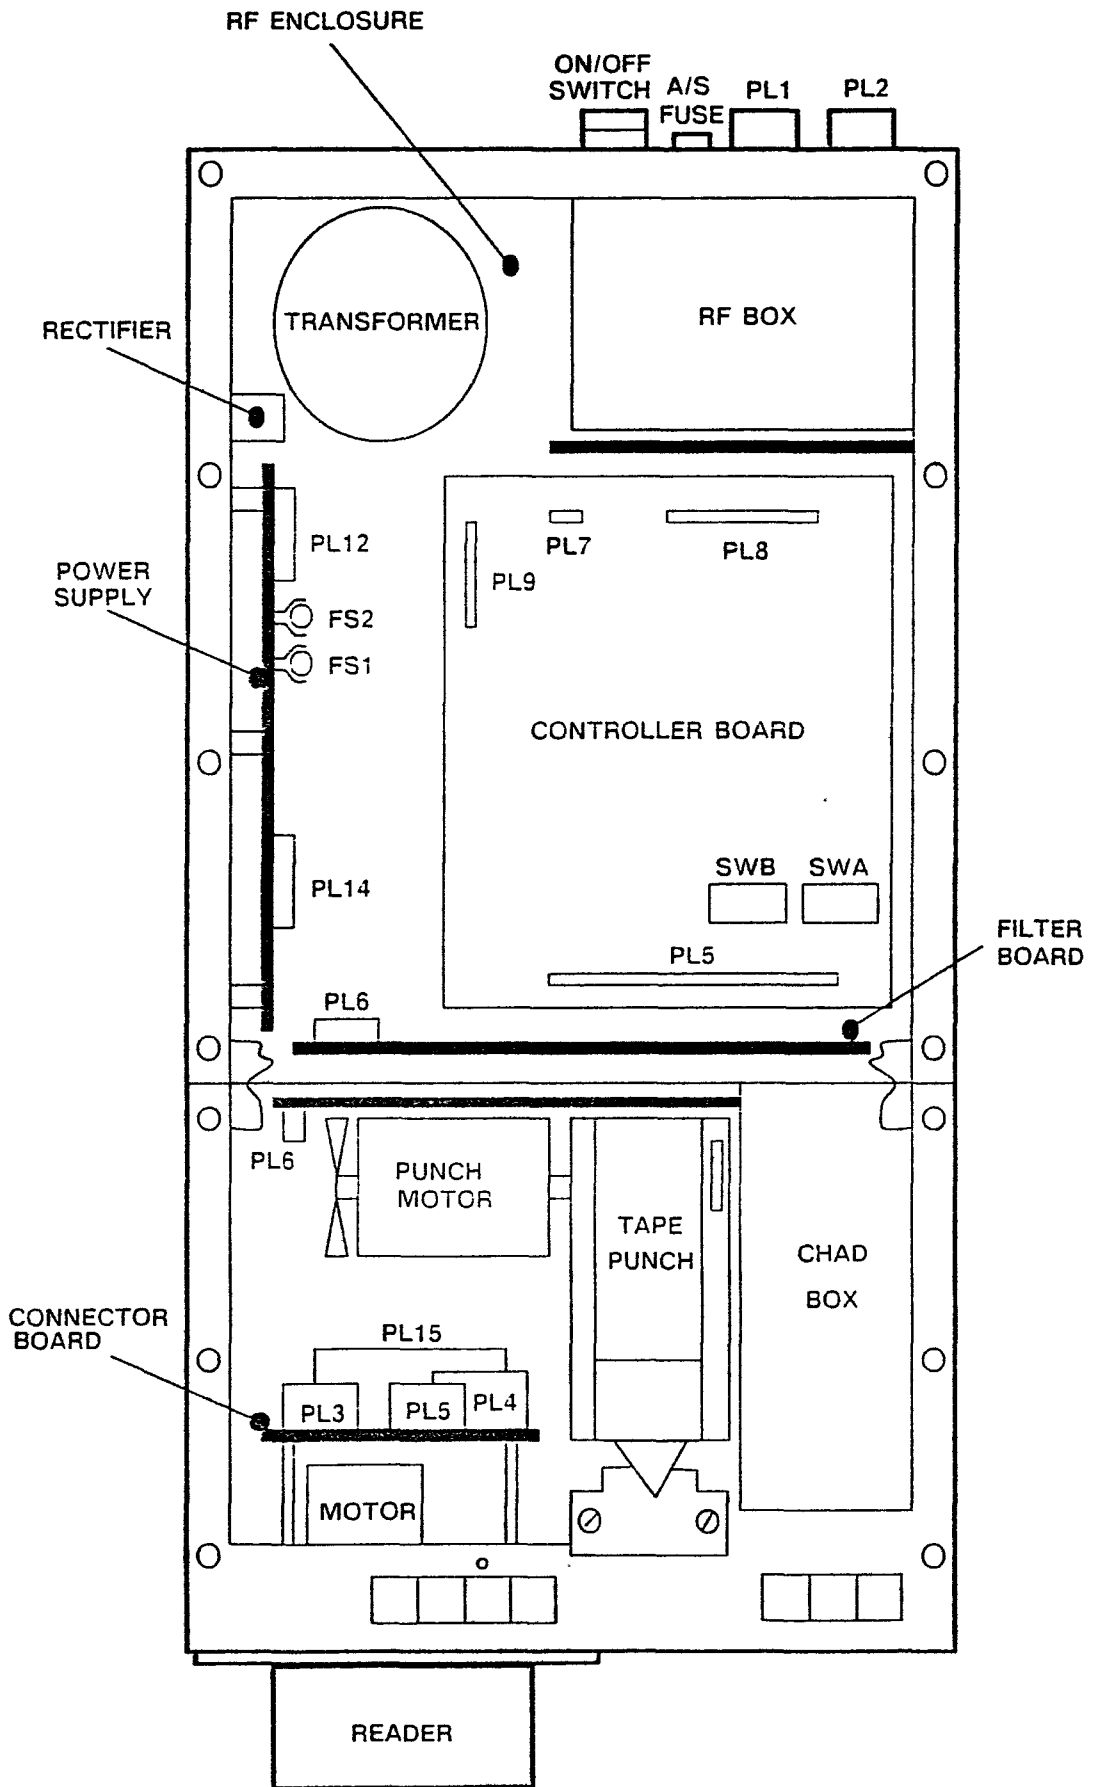 RF ENCLOSURE
ON/OFF
SWITCH
A/S
FUSE
PL1
PL2
TRANSFORMER
RF BOX
RECTIFIER
PL12
PL7
PL8
PL9
POWER
SUPPLY
FS2
FS1
CONTROLLER BOARD
SWB
SWA
PL14
FILTER
BOARD
PL5
PL6
PL6
PUNCH
MOTOR
TAPE
PUNCH
CHAD
BOX
CONNECTOR
BOARD
PL15
PL3
PL5
PL4
MOTOR
READER